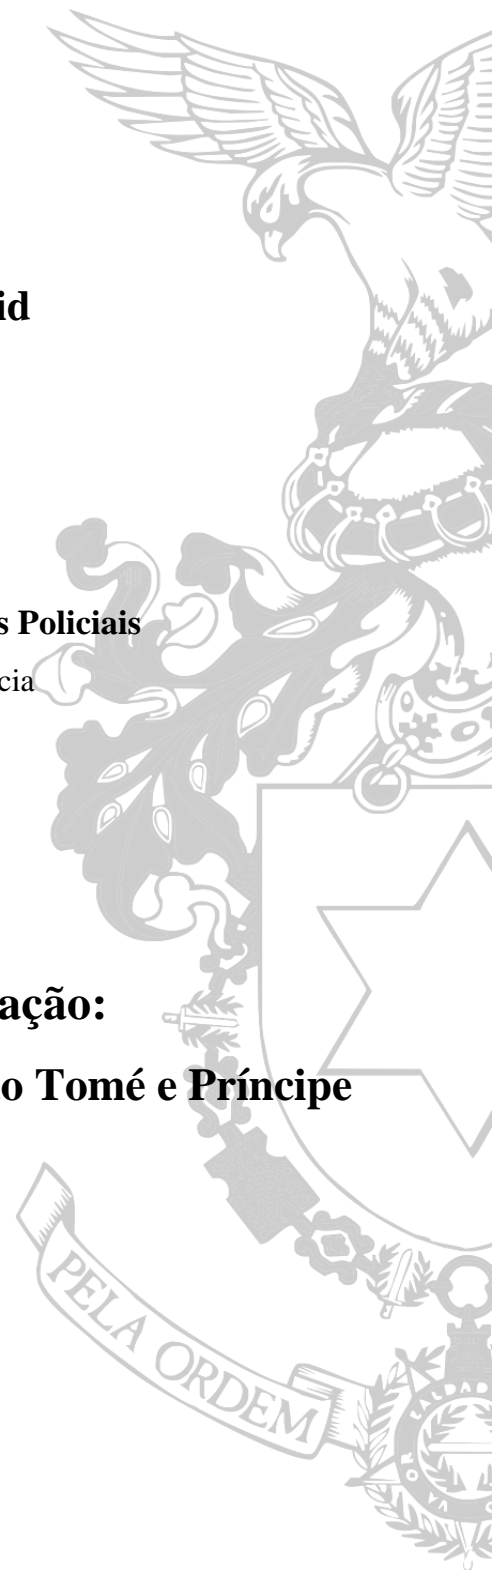 id
s Policiais
cia
ação:
o Tomé e Príncipe
PELA ORDEM